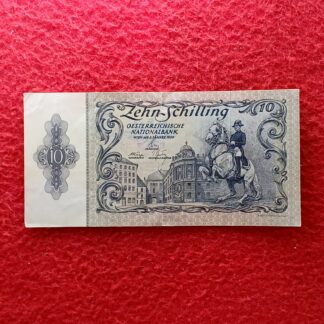 Zehn-Schilling
10
OESTERREICHISCHE
NATIONALBANK
10